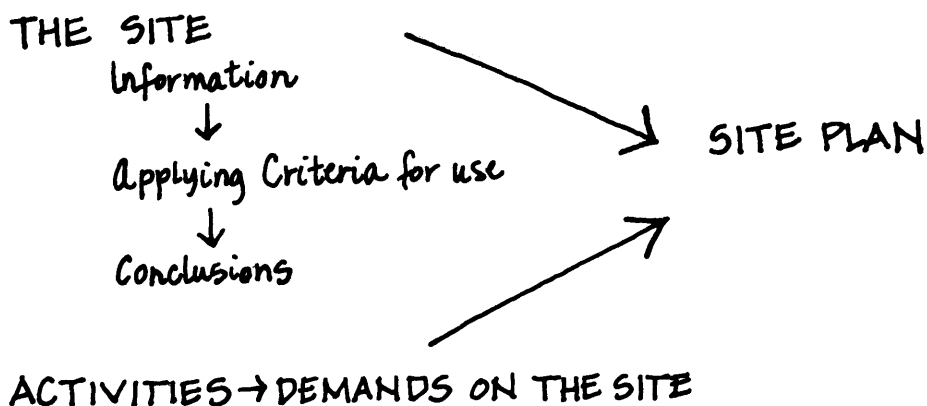 THE SITE
Information
↓
Applying Criteria for use
↓
Conclusions
SITE PLAN
ACTIVITIES → DEMANDS ON THE SITE